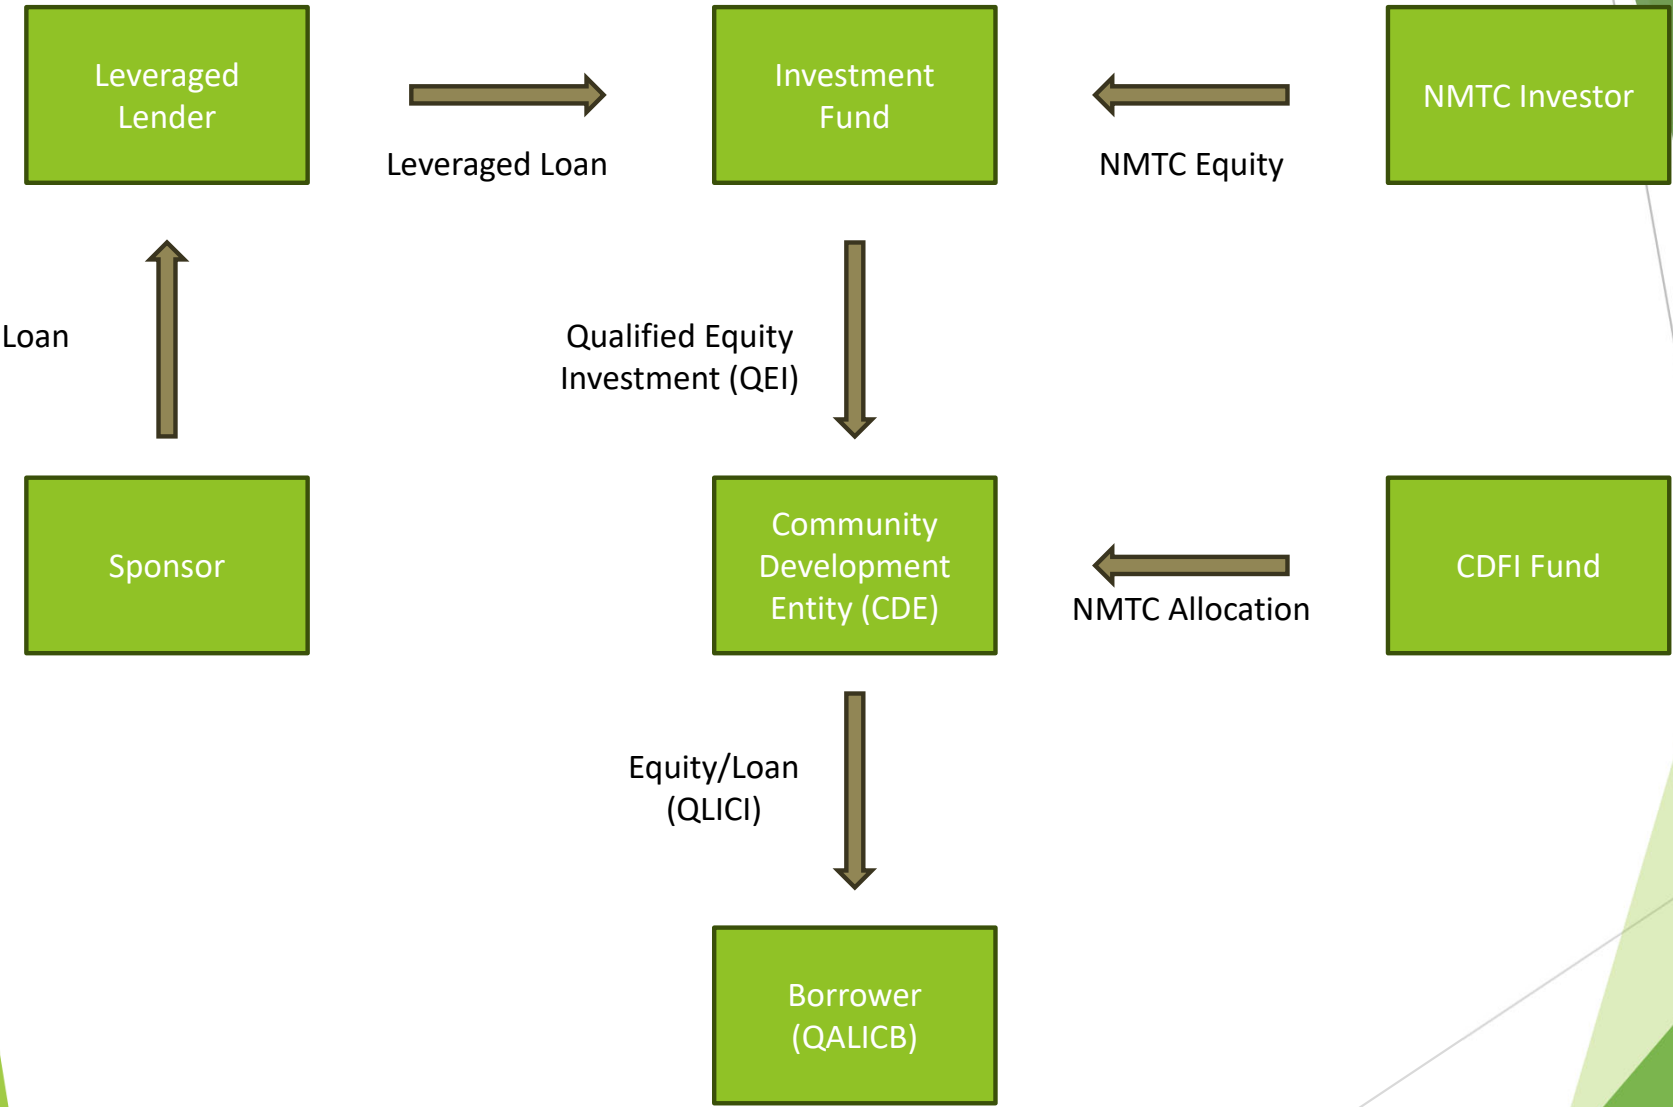 Leveraged
Lender
Investment
Fund
NMTC Investor
Leveraged Loan
NMTC Equity
Loan
Qualified Equity
Investment (QEI)
Sponsor
Community
Development
Entity (CDE)
CDFI Fund
NMTC Allocation
Equity/Loan
(QLICI)
Borrower
(QALICB)